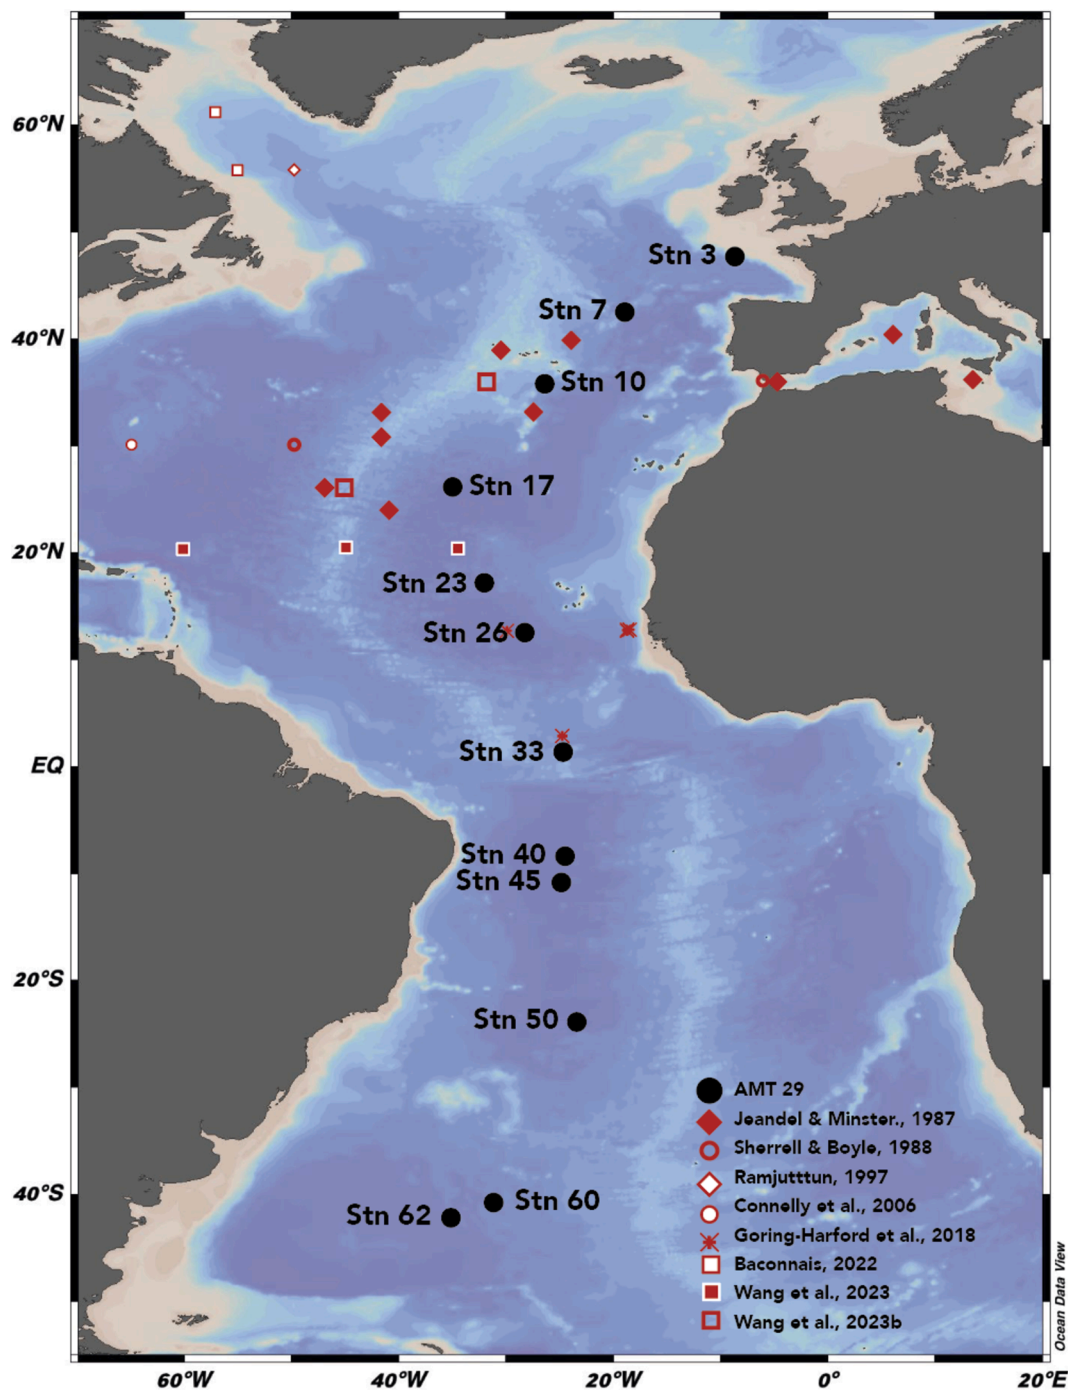 60°N
Stn 3
Stn 7
40°N
Stn 10
Stn 17
20°N
Stn 23
Stn 26
Stn 33
EQ
Stn 40
Stn 45
20°S
Stn 50
AMT 29
Jeandel & Minster., 1987
Sherrell & Boyle, 1988
Ramjutttun, 1997
40°S
Stn 60
Connelly et al., 2006
Stn 62
Goring-Harford et al., 2018
Baconnais, 2022
Wang et al., 2023
Wang et al., 2023b
Ocean Data View
60°W
40°W
20°W
0°
20°E